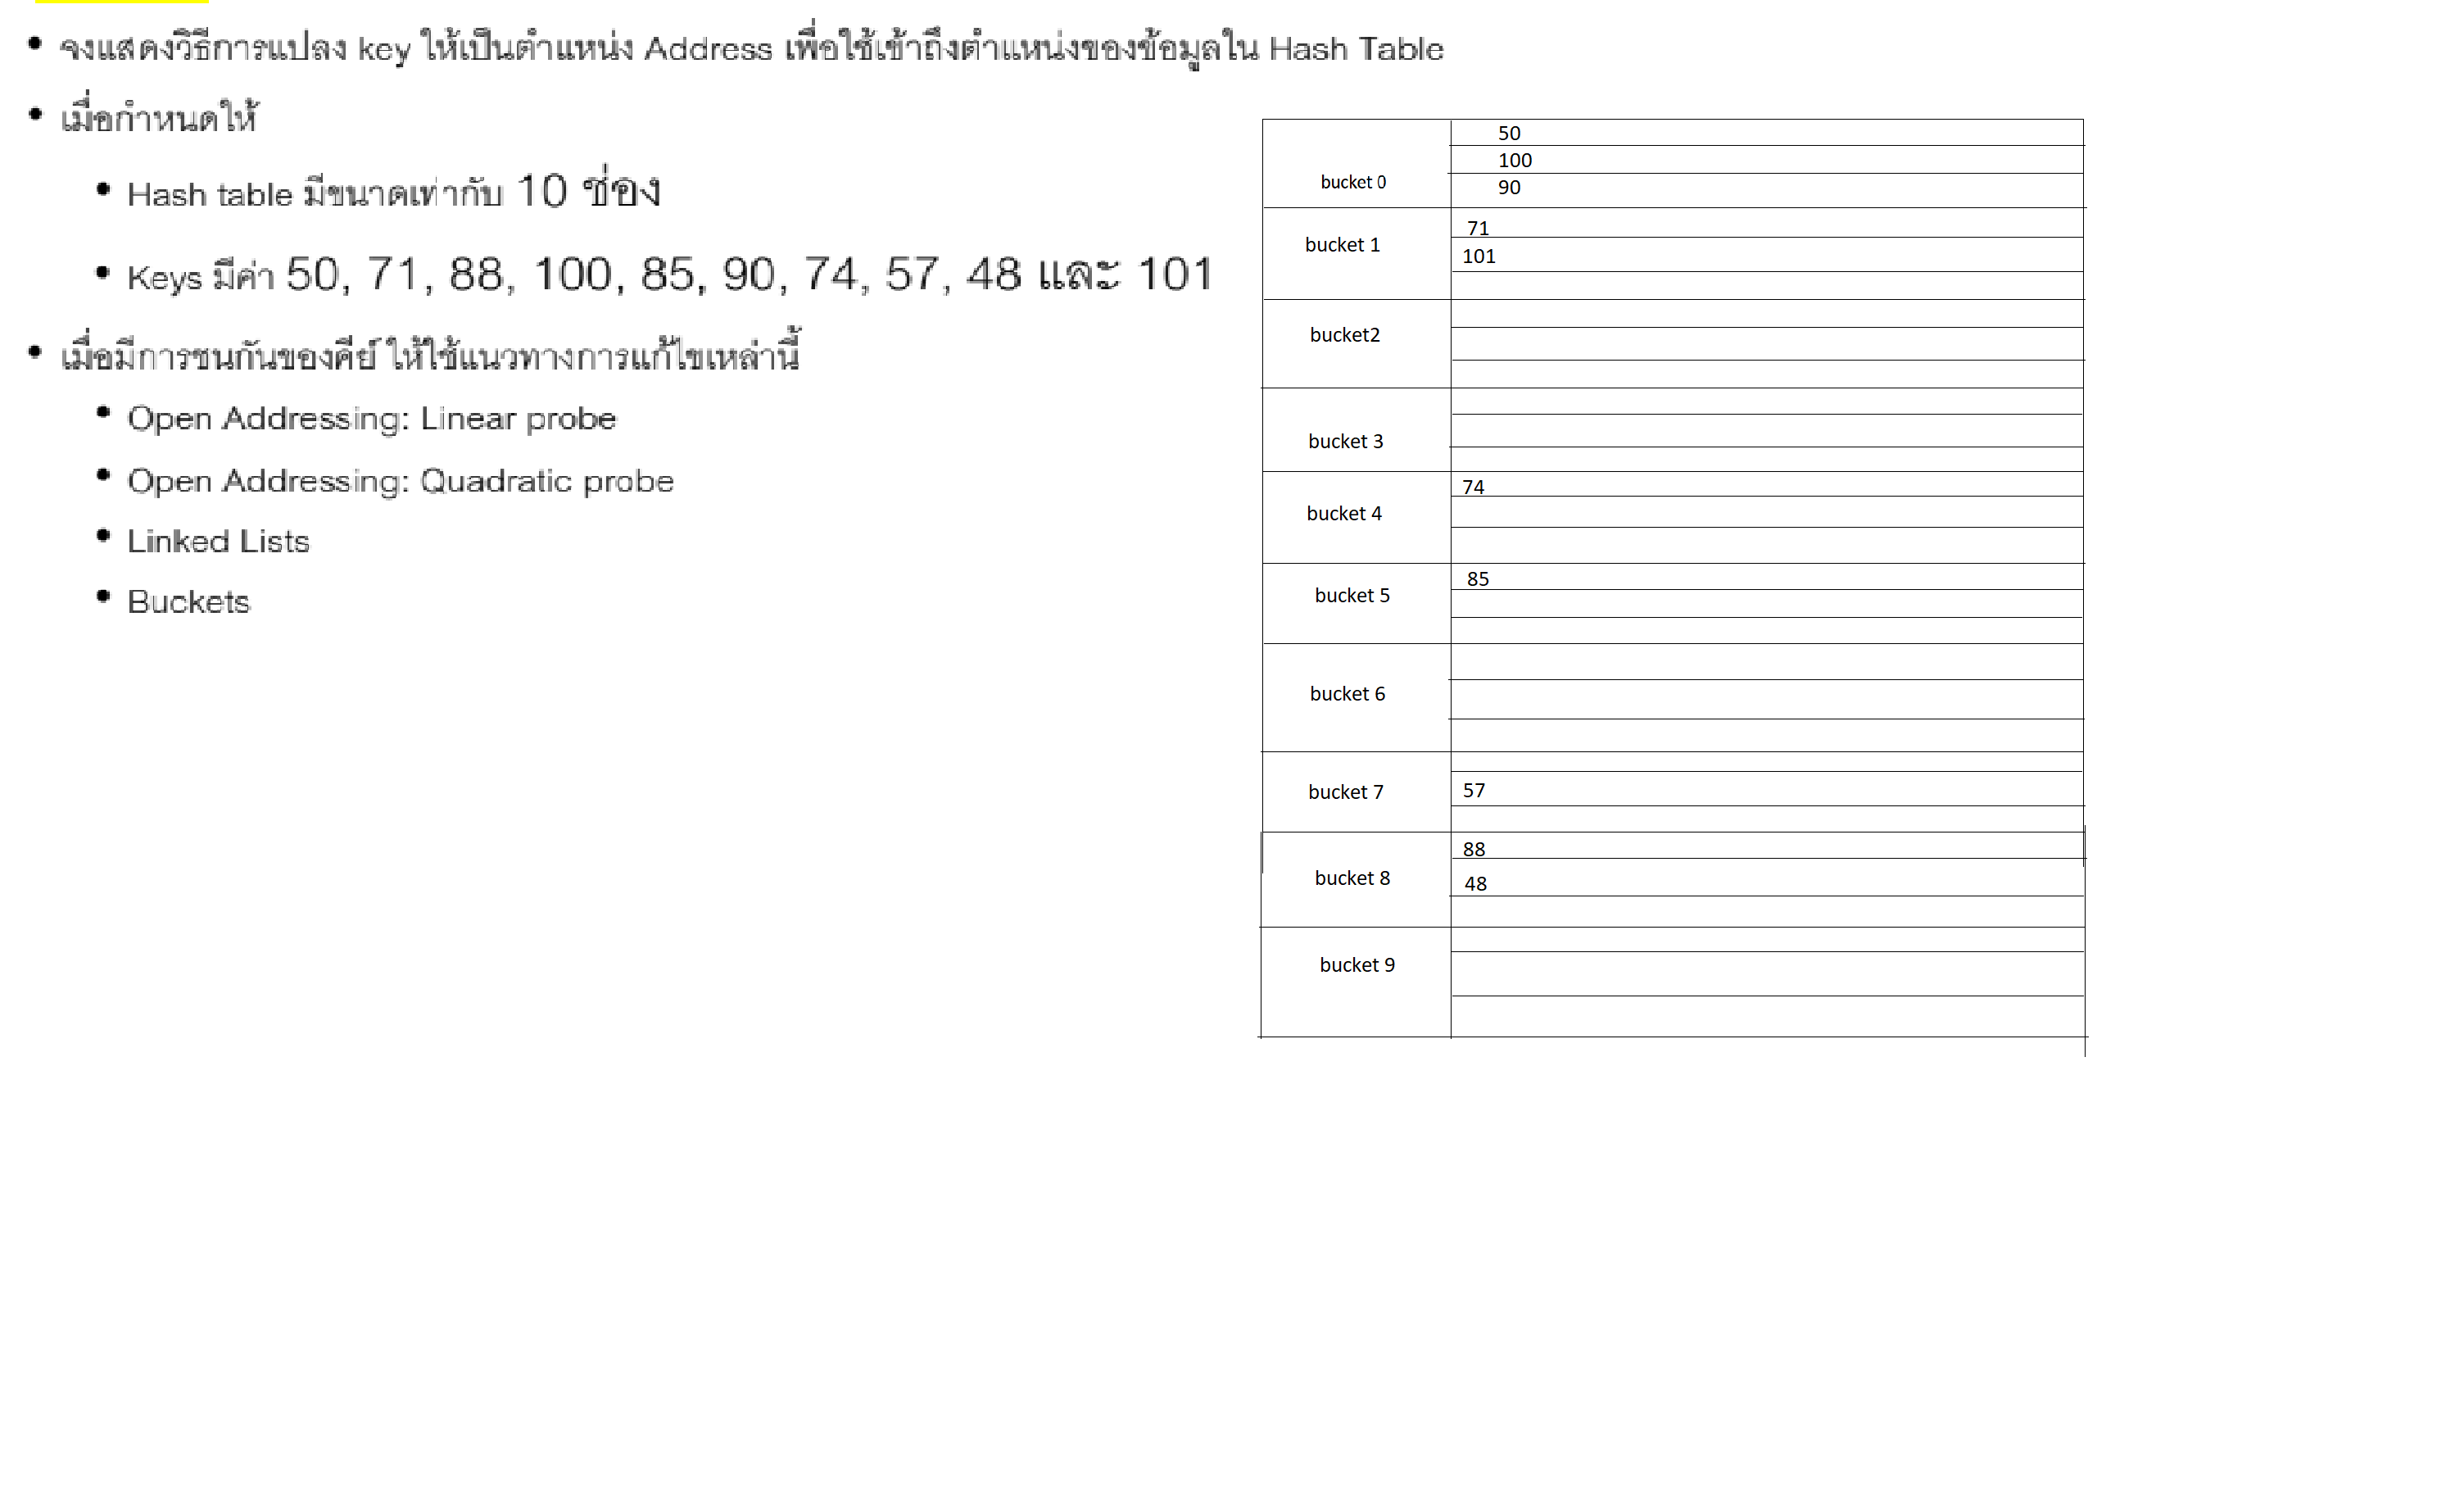 • จงแสดงวิธีการแปลง key ให้เป็นตำแหน่ง Address เพื่อใช้เข้าถึงตำแหน่งของข้อมูลใน Hash Table
• เมื่อกำหนดให้
• Hash table มีขนาดเท่ากับ 10 ช่อง
• Keys มีค่า 50, 71, 88, 100, 85, 90, 74, 57, 48 และ 101
• เมื่อมีการชนกันของคีย์ ให้ใช้แนวทางการแก้ไขเหล่านี้
• Open Addressing: Linear probe
• Open Addressing: Quadratic probe
• Linked Lists
• Buckets
50
100
bucket 0
90
71
bucket 1
101
bucket2
bucket 3
74
bucket 4
85
bucket 5
bucket 6
bucket 7
57
88
bucket 8
48
bucket 9